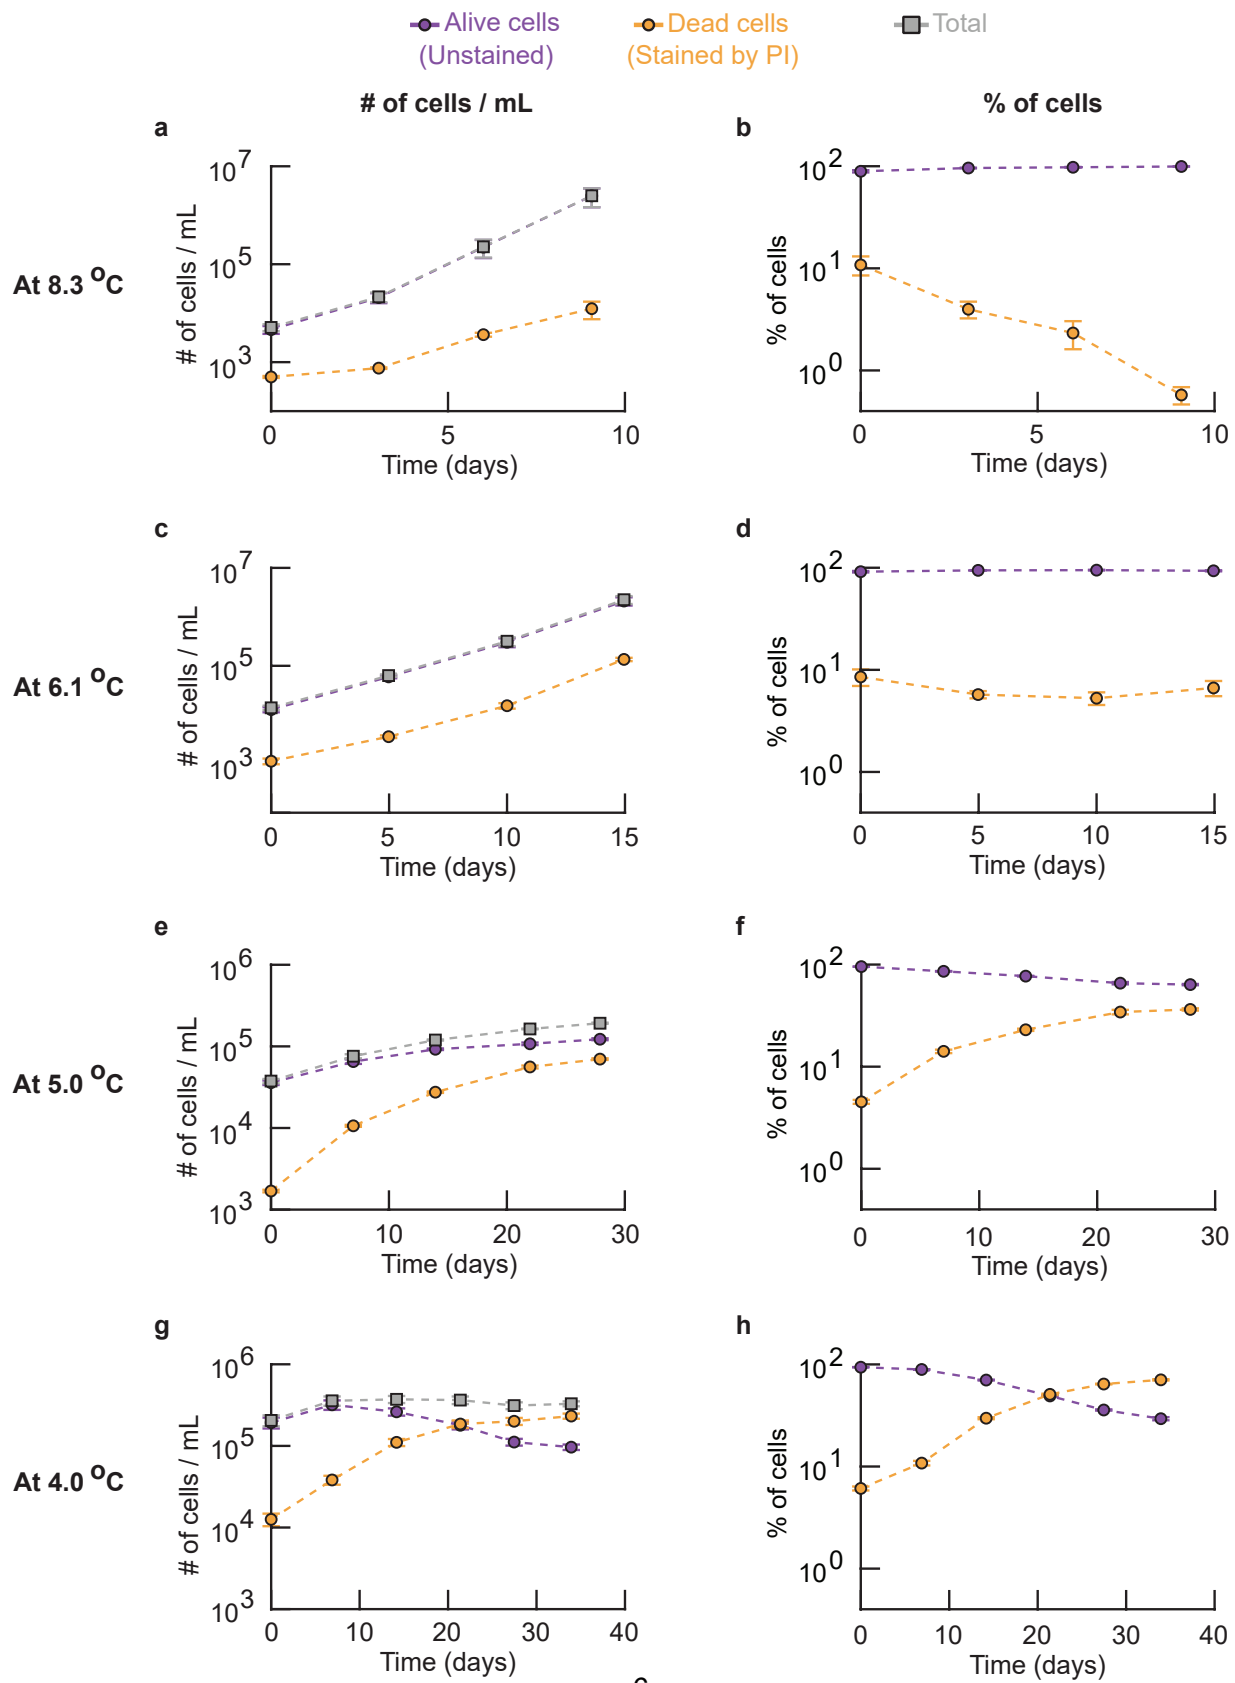 Alive cells Dead cells Total
(Unstained) (Stained by PI)
# of cells / mL % of cells
a b
At 8.3 °C
# of cells / mL
10^7
10^5
10^3
0 5 10
Time (days)
% of cells
10^2
10^1
10^0
0 5 10
Time (days)
c d
At 6.1 °C
# of cells / mL
10^7
10^5
10^3
0 5 10 15
Time (days)
% of cells
10^2
10^1
10^0
0 5 10 15
Time (days)
e f
At 5.0 °C
# of cells / mL
10^6
10^5
10^4
10^3
0 10 20 30
Time (days)
% of cells
10^2
10^1
10^0
0 10 20 30
Time (days)
g h
At 4.0 °C
# of cells / mL
10^6
10^5
10^4
10^3
0 10 20 30 40
Time (days)
% of cells
10^2
10^1
10^0
0 10 20 30 40
Time (days)